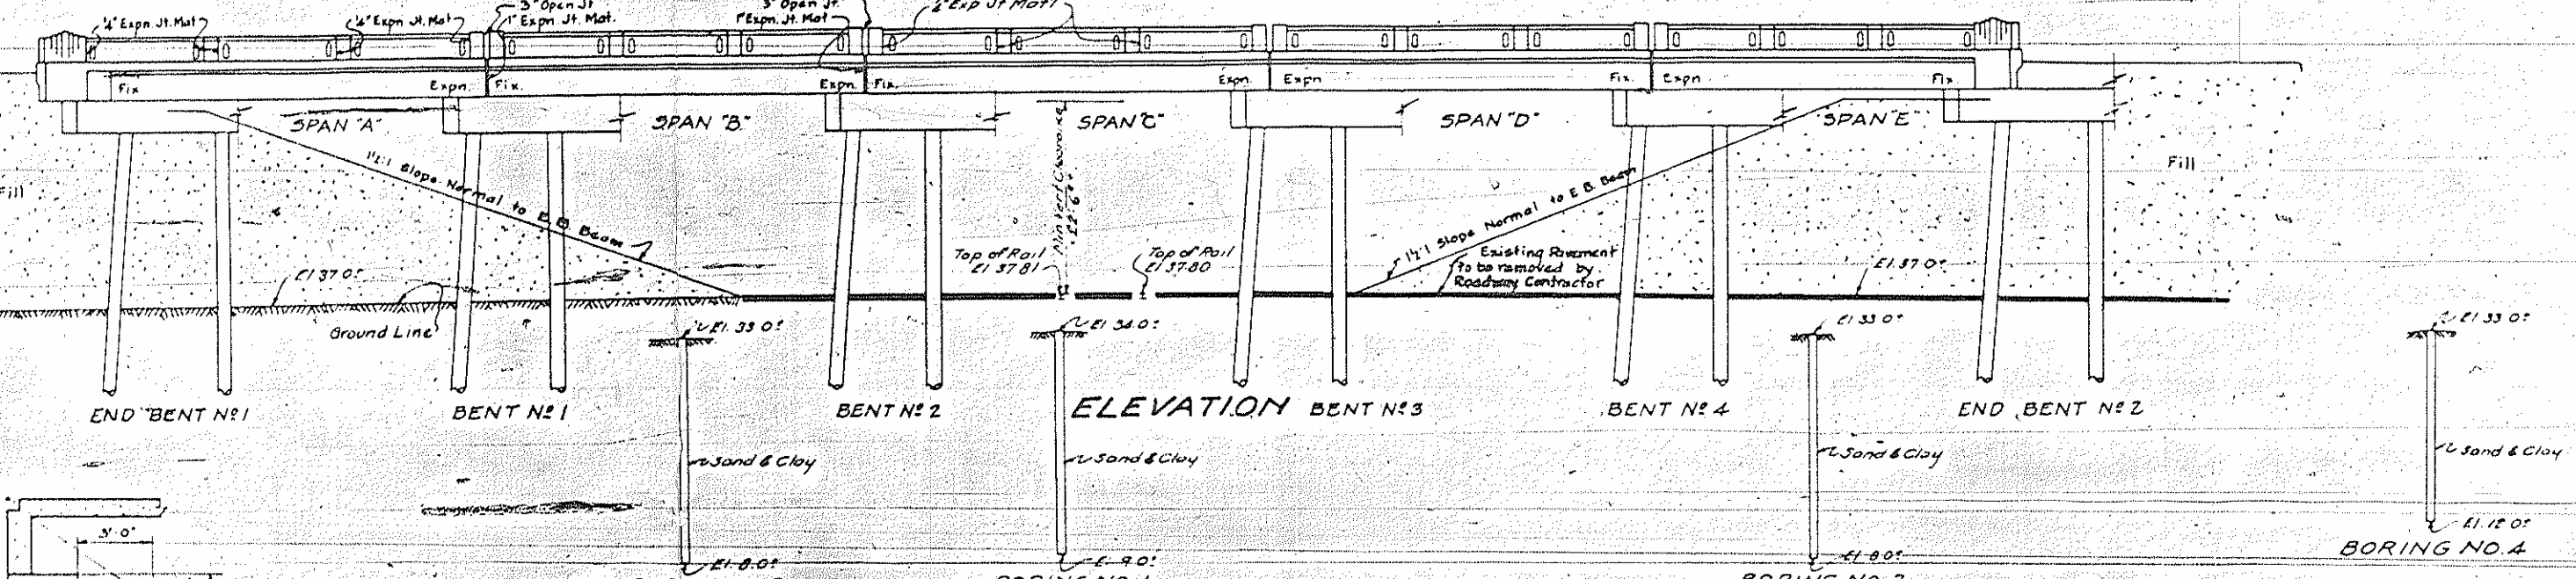 3" Open Jt.
1" Expn. Jt. Mat.
3" Open Jt.
1" Expn. Jt. Mat
Expn. Jt. Mat
Expn Jt. Mat
Exp Jt Mat'l
Fix
Expn.
Fix.
Expn.
Fix.
Expn.
Expn
Fix.
Expn
Fix.
SPAN "A"
SPAN "B"
SPAN "C"
SPAN "D"
SPAN "E"
Fill
Fill
1½:1 Slope Normal to E.B. Beam
1½:1 Slope Normal to E.B. Beam
22'-6"
Top of Rail
El 37.81
Top of Rail
El 37.80
Existing Pavement
to be removed by
Roadway Contractor
El 37.0±
El. 37.0±
Ground Line
El. 33.0±
El 34.0±
El 33.0±
El 33.0±
END BENT Nº 1
BENT Nº 1
BENT Nº 2
ELEVATION
BENT Nº 3
BENT Nº 4
END BENT Nº 2
Sand & Clay
Sand & Clay
Sand & Clay
Sand & Clay
3'-0"
El. 8.0±
El. 9.0±
El. 8.0±
El. 12.0±
BORING NO. 4